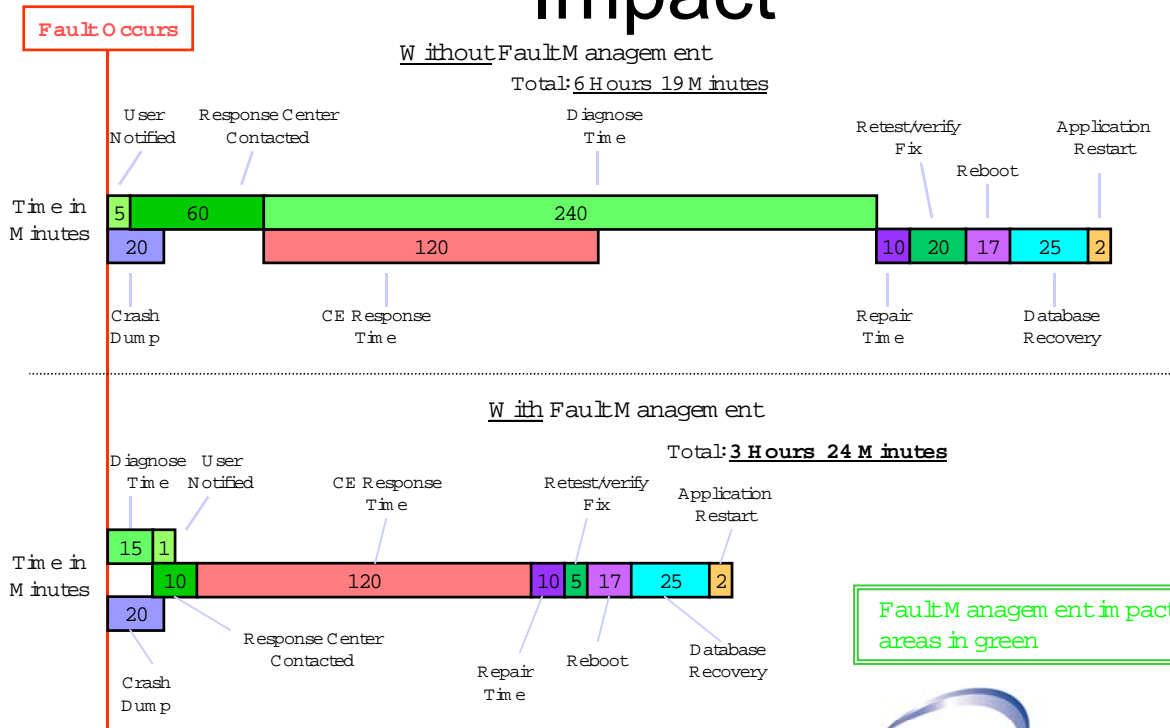 Impact
Fault Occurs
Without Fault Management
Total: 6 Hours 19 Minutes
User
Notified
Response Center
Contacted
Diagnose
Time
Retest/verify
Fix
Reboot
Application
Restart
Time in
Minutes
5
60
240
20
120
10
20
17
25
2
Crash
Dump
CE Response
Time
Repair
Time
Database
Recovery
With Fault Management
Total: 3 Hours 24 Minutes
Diagnose
Time
User
Notified
CE Response
Time
Retest/verify
Fix
Application
Restart
Time in
Minutes
15
1
10
120
10
5
17
25
2
20
Response Center
Contacted
Crash
Dump
Repair
Time
Reboot
Database
Recovery
Fault Management impact
areas in green